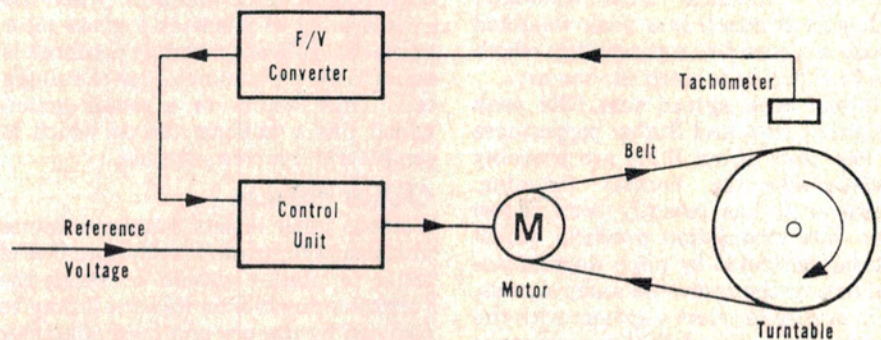 F/V
Converter
Tachometer
Belt
Control
Unit
Reference
Voltage
M
Motor
Turntable